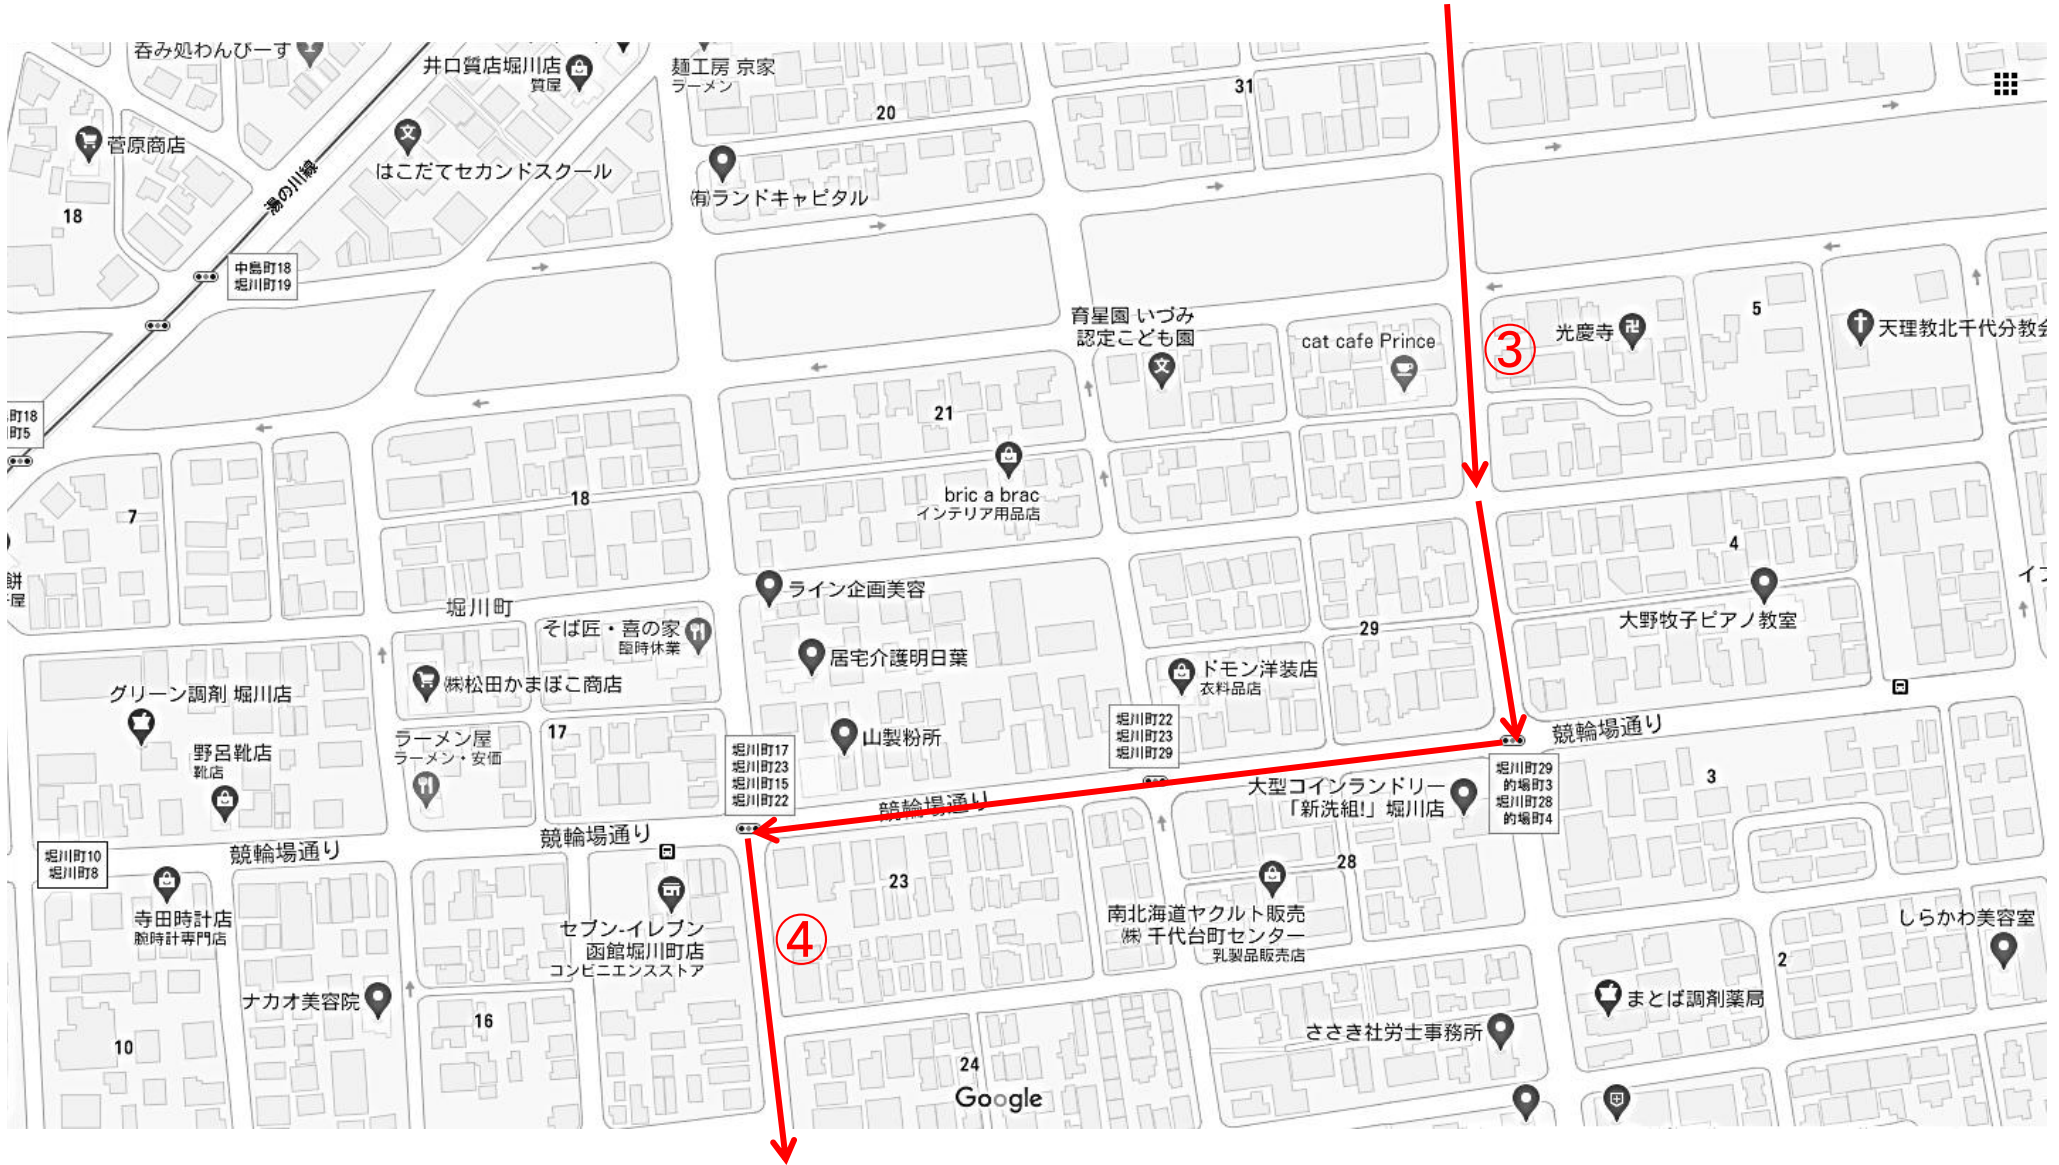 呑み処わんぴーす
井口質店堀川店
質屋
麺工房 京家
ラーメン
31
20
菅原商店
はこだてセカンドスクール
湯の川線
㈲ランドキャピタル
18
中島町18
堀川町19
育星園 いづみ
認定こども園
cat cafe Prince
③
光慶寺
5
天理教北千代分教会
町18
町5
21
bric a brac
インテリア用品店
18
7
4
餅
屋
ライン企画美容
堀川町
そば匠・喜の家
臨時休業
大野牧子ピアノ教室
29
居宅介護明日葉
ドモン洋装店
衣料品店
㈱松田かまぼこ商店
グリーン調剤 堀川店
堀川町22
堀川町23
堀川町29
競輪場通り
17
ラーメン屋
ラーメン・安価
山製粉所
野呂靴店
靴店
堀川町17
堀川町23
堀川町15
堀川町22
大型コインランドリー
「新洗組!」堀川店
堀川町29
的場町3
堀川町28
的場町4
3
競輪場通り
競輪場通り
競輪場通り
堀川町10
堀川町8
28
23
寺田時計店
腕時計専門店
セブン-イレブン
函館堀川町店
コンビニエンスストア
④
南北海道ヤクルト販売
㈱ 千代台町センター
乳製品販売店
しらかわ美容室
2
ナカオ美容院
まとば調剤薬局
16
ささき社労士事務所
10
24
Google